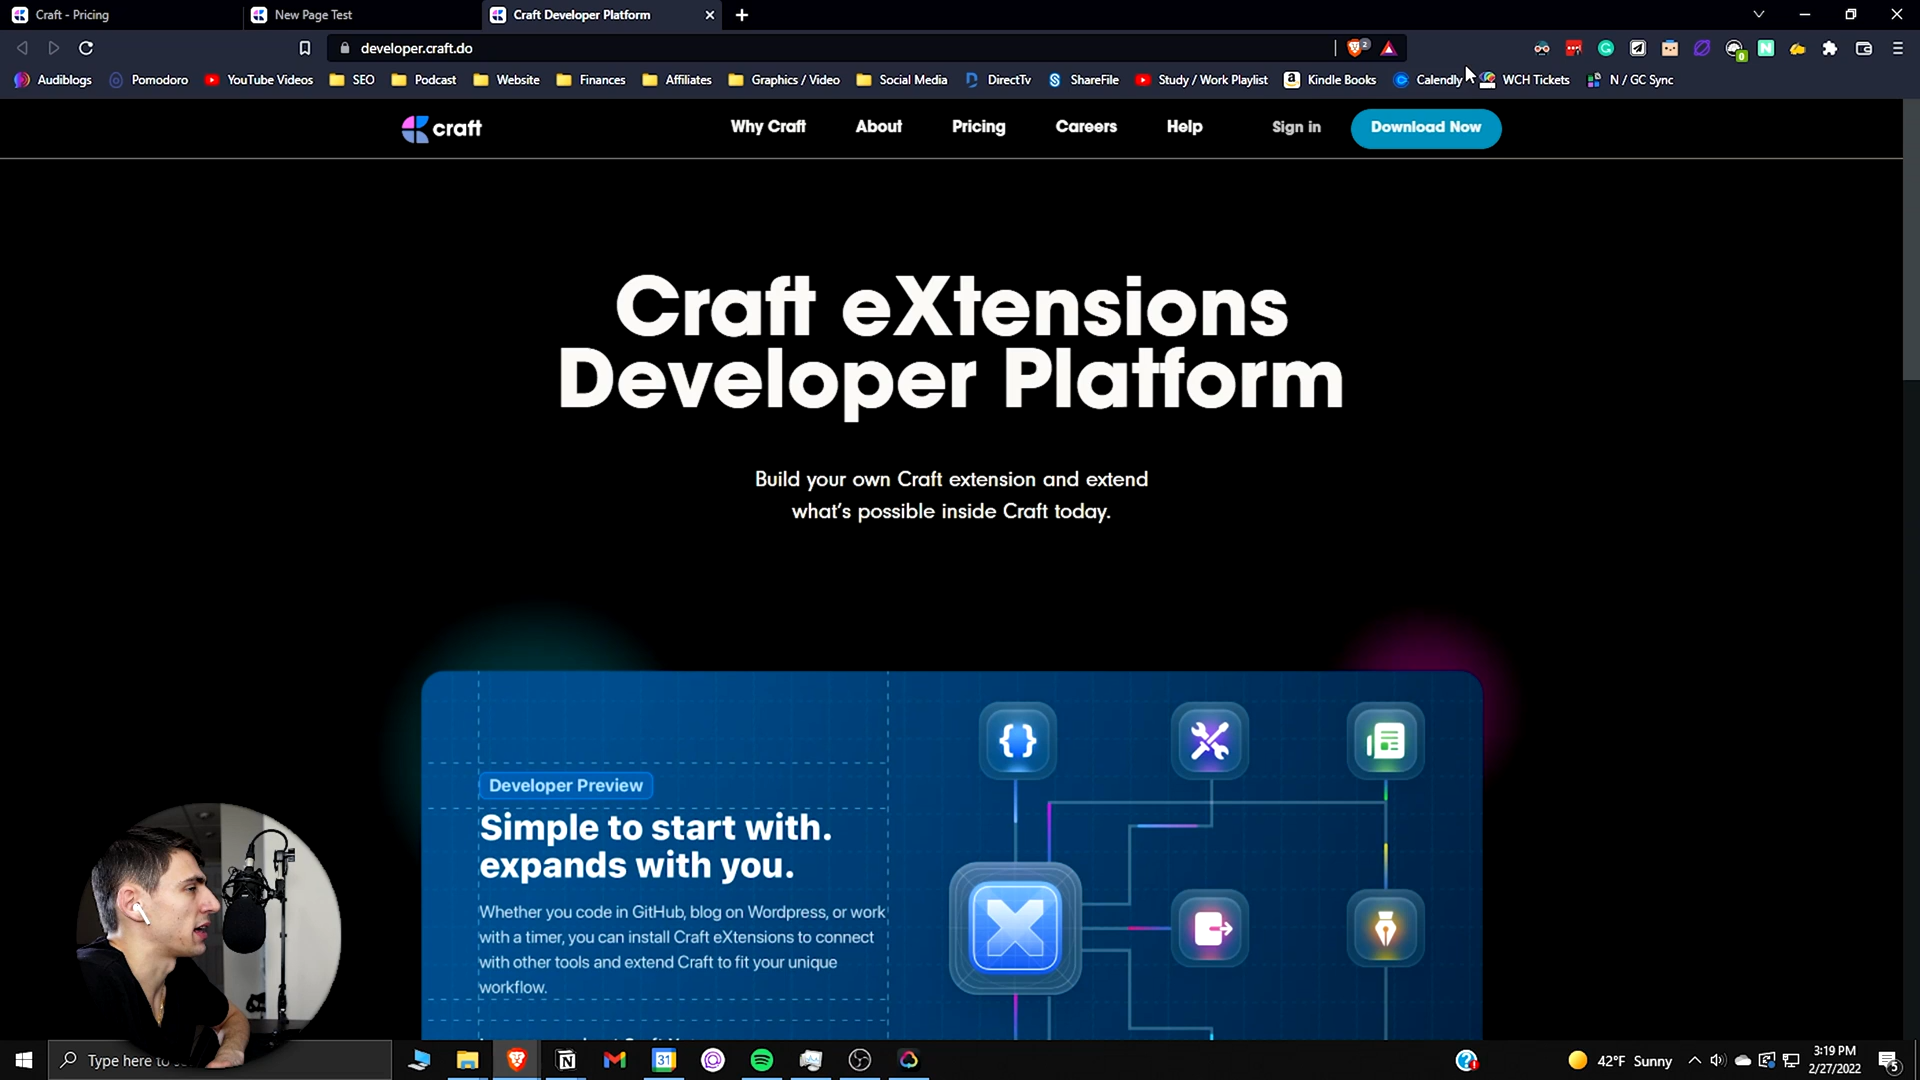 Craft - Pricing
New Page Test
Craft Developer Platform
developer.craft.do
2
Audiblogs
Pomodoro
YouTube Videos
SEO
Podcast
Website
Finances
Affiliates
Graphics / Video
Social Media
DirectTv
ShareFile
Study / Work Playlist
Kindle Books
Calendly
WCH Tickets
N / GC Sync
craft
Why Craft
About
Pricing
Careers
Help
Sign in
Download Now
Craft eXtensions
Developer Platform
Build your own Craft extension and extend
what's possible inside Craft today.
Developer Preview
Simple to start with.
expands with you.
Whether you code in GitHub, blog on Wordpress, or work
with a timer, you can install Craft eXtensions to connect
with other tools and extend Craft to fit your unique
workflow.
Type here to
31
42°F Sunny
3:19 PM
2/27/2022
5